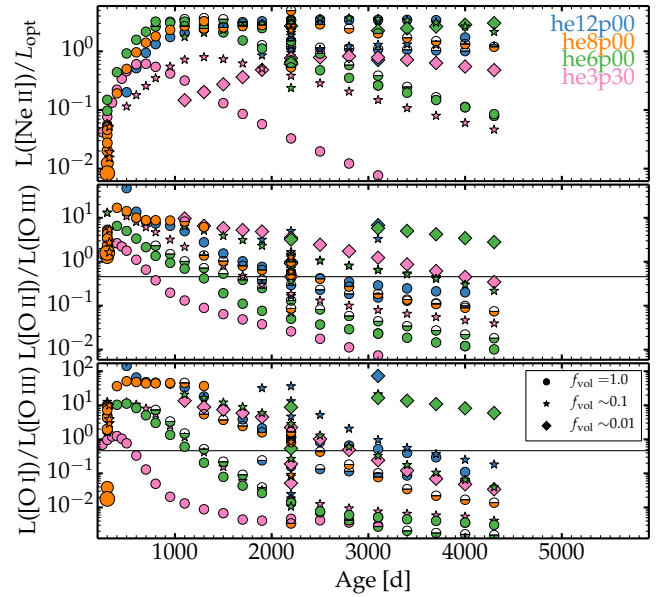 L([Ne II])/L_opt
10^0
10^-1
10^-2
he12p00
he8p00
he6p00
he3p30
L([O II])/L([O III])
10^1
10^0
10^-1
10^-2
L([O I])/L([O III])
10^2
10^1
10^0
10^-1
10^-2
f_vol =1.0
f_vol ∼0.1
f_vol ∼0.01
1000 2000 3000 4000 5000
Age [d]